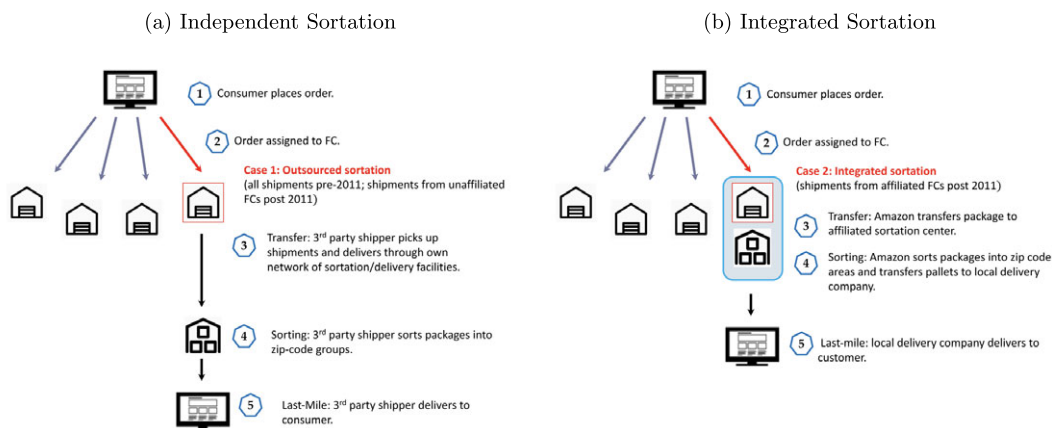 (a) Independent Sortation
1 Consumer places order.
2 Order assigned to FC.
Case 1: Outsourced sortation
(all shipments pre-2011; shipments from unaffiliated
FCs post 2011)
3 Transfer: 3rd party shipper picks up
shipments and delivers through own
network of sortation/delivery facilities.
4 Sorting: 3rd party shipper sorts packages into
zip-code groups.
5 Last-Mile: 3rd party shipper delivers to
consumer.
(b) Integrated Sortation
1 Consumer places order.
2 Order assigned to FC.
Case 2: Integrated sortation
(shipments from affiliated FCs post 2011)
3 Transfer: Amazon transfers package to
affiliated sortation center.
4 Sorting: Amazon sorts packages into zip code
areas and transfers pallets to local delivery
company.
5 Last-mile: local delivery company delivers to
customer.